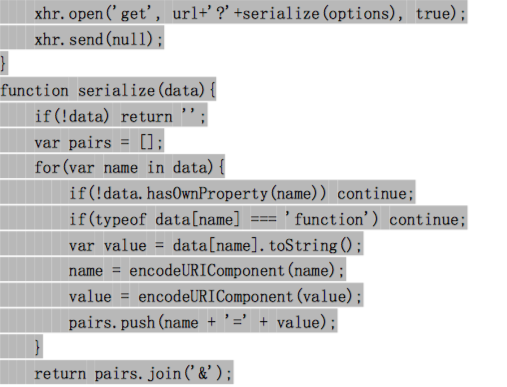 xhr.open('get', url+'?'+serialize(options), true);
xhr.send(null);
}
function serialize(data){
if(!data) return '';
var pairs = [];
for(var name in data){
if(!data.hasOwnProperty(name)) continue;
if(typeof data[name] === 'function') continue;
var value = data[name].toString();
name = encodeURIComponent(name);
value = encodeURIComponent(value);
pairs.push(name + '=' + value);
}
return pairs.join('&');